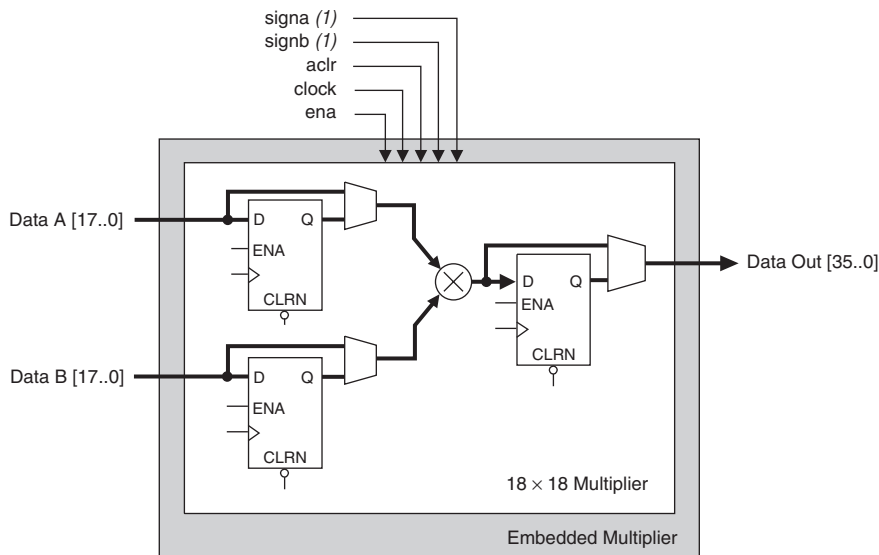 signa (1)
signb (1)
aclr
clock
ena
Data A [17..0]
D Q
ENA
CLRN
Data B [17..0]
D Q
ENA
CLRN
D Q
ENA
CLRN
Data Out [35..0]
18 × 18 Multiplier
Embedded Multiplier